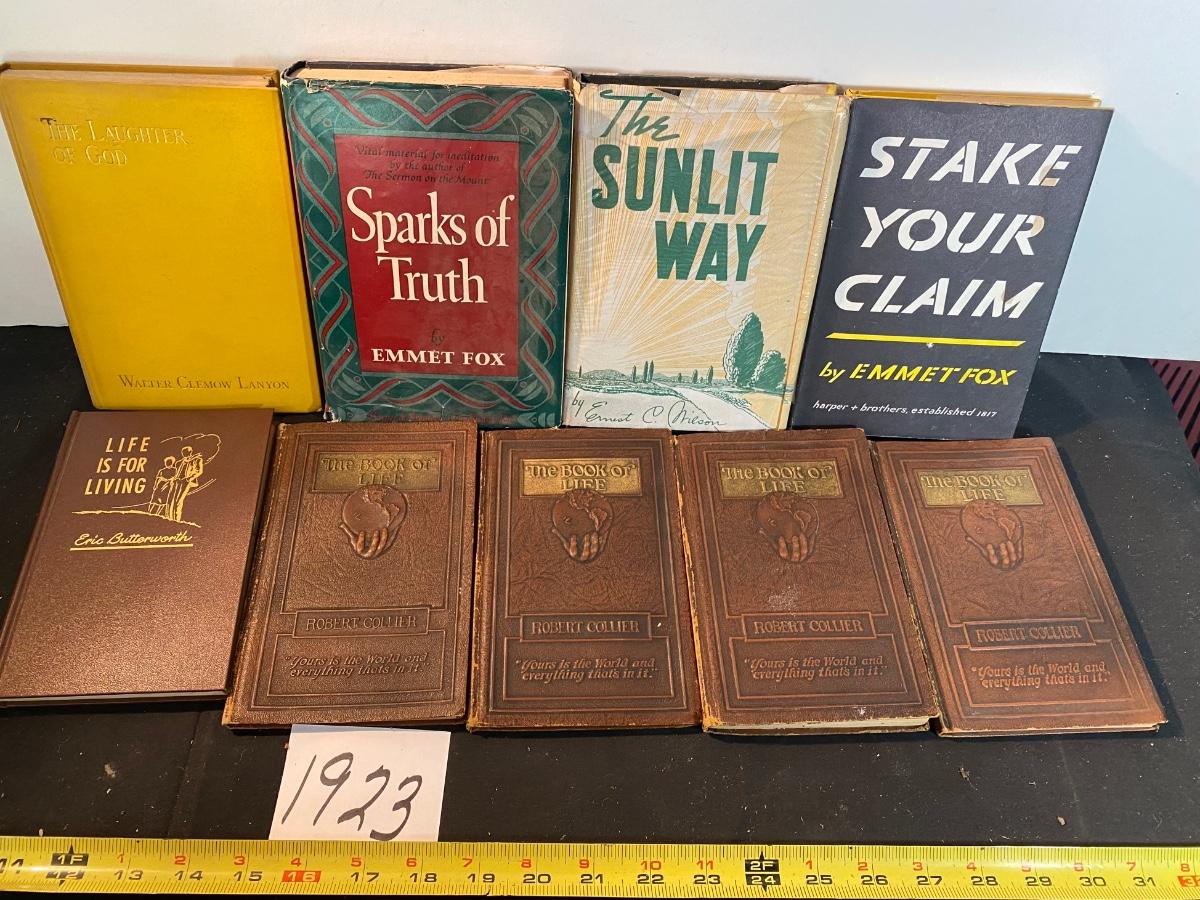 THE LAUGHTER
OF GOD
WALTER CLEMOW LANYON
Vital material for meditation
by the author of
The Sermon on the Mount
Sparks of
Truth
by
EMMET FOX
The
SUNLIT
WAY
by Ernest C. Wilson
STAKE
YOUR
CLAIM
by EMMET FOX
harper + brothers, established 1817
LIFE
IS FOR
LIVING
Eric Butterworth
The BOOK OF
LIFE
ROBERT COLLIER
"Yours is the World and
everything that's in it."
The BOOK OF
LIFE
ROBERT COLLIER
"Yours is the World and
everything that's in it."
The BOOK OF
LIFE
ROBERT COLLIER
"Yours is the World and
everything that's in it."
The BOOK OF
LIFE
ROBERT COLLIER
"Yours is the World and
everything that's in it."
1923
1F 1 2 3 4 5 6 7 8 9 10 11 2F 1 2 3 4 5 6 7 8
13 14 15 16 17 18 19 20 21 22 23 24 25 26 27 28 29 30 31